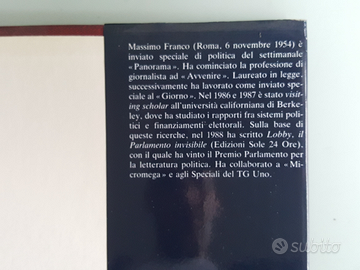 Massimo Franco (Roma, 6 novembre 1954) è
inviato speciale di politica del settimanale
«Panorama». Ha cominciato la professione di
giornalista ad «Avvenire». Laureato in legge,
successivamente ha lavorato come inviato spe-
ciale al «Giorno». Nel 1986 e 1987 è stato visit-
ing scholar all'università californiana di Berke-
ley, dove ha studiato i rapporti fra sistemi poli-
tici e finanziamenti elettorali. Sulla base di
queste ricerche, nel 1988 ha scritto Lobby, il
Parlamento invisibile (Edizioni Sole 24 Ore),
con il quale ha vinto il Premio Parlamento per
la letteratura politica. Ha collaborato a «Mi-
cromega» e agli Speciali del TG Uno.
subito.it